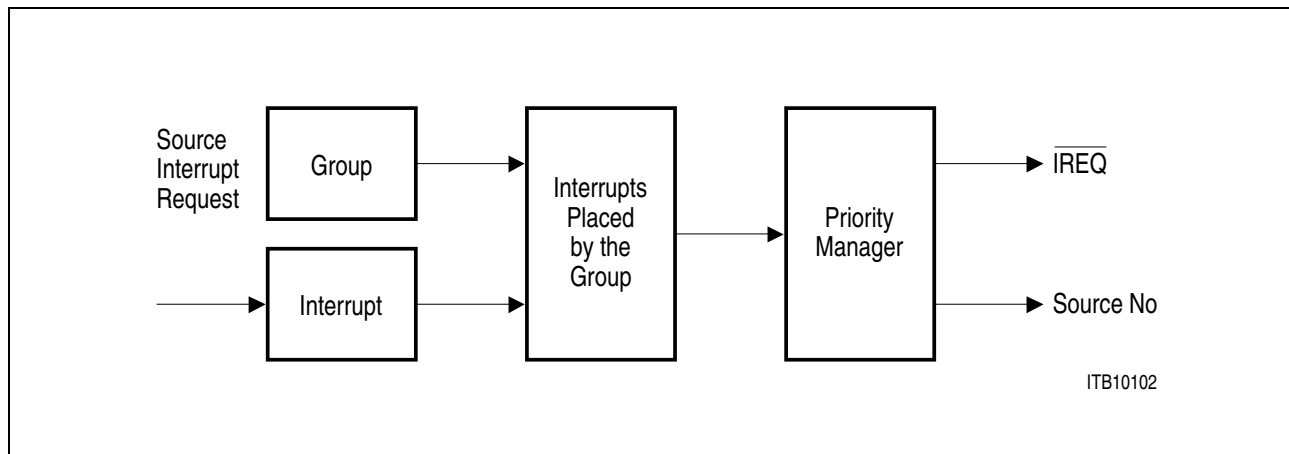 Source
Interrupt
Request
Group
Interrupt
Interrupts
Placed
by the
Group
Priority
Manager
IREQ
Source No
ITB10102